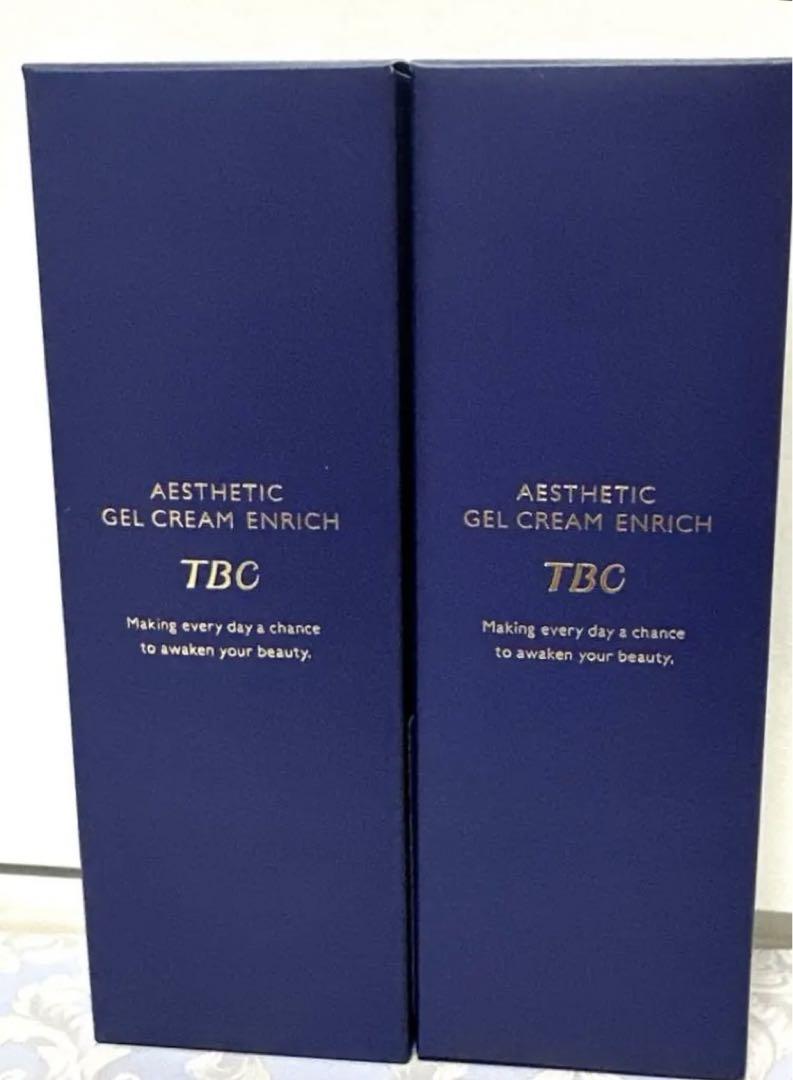 AESTHETIC
GEL CREAM ENRICH
TBC
Making every day a chance
to awaken your beauty.
AESTHETIC
GEL CREAM ENRICH
TBC
Making every day a chance
to awaken your beauty.